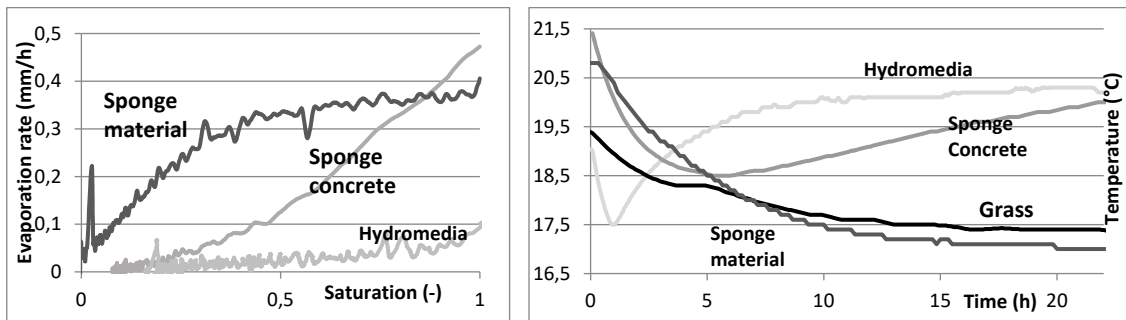 0,5
0,4
0,3
0,2
0,1
0
Evaporation rate (mm/h)
Sponge
material
Sponge
concrete
Hydromedia
0 0,5 1
Saturation (-)
21,5
20,5
19,5
18,5
17,5
16,5
Hydromedia
Sponge
Concrete
Grass
Sponge
material
Temperature (°C)
0 5 10 15 20
Time (h)